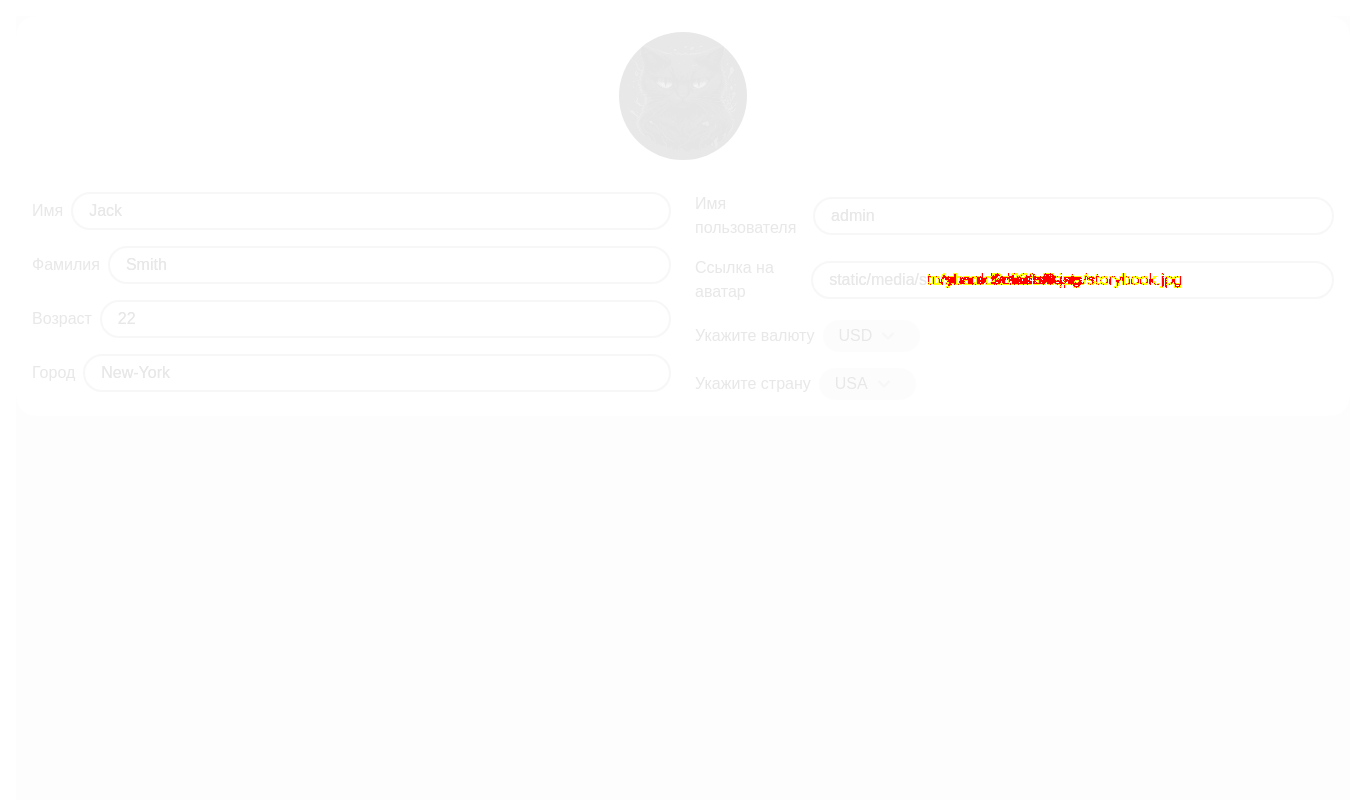 Имя
Jack
Фамилия
Smith
Возраст
22
Город
New-York
Имя
пользователя
admin
Ссылка на
аватар
static/media/s
storybook.jpg
Укажите валюту
USD
Укажите страну
USA